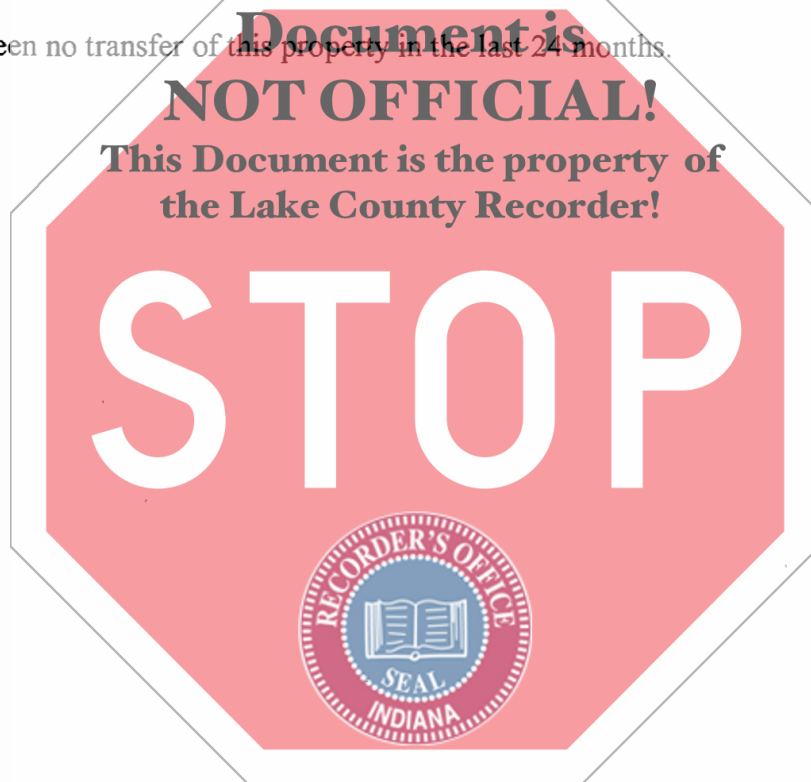 Document is
een no transfer of this property in the last 24 months.
NOT OFFICIAL!
This Document is the property of
the Lake County Recorder!
STOP
RECORDER'S OFFICE
SEAL
INDIANA